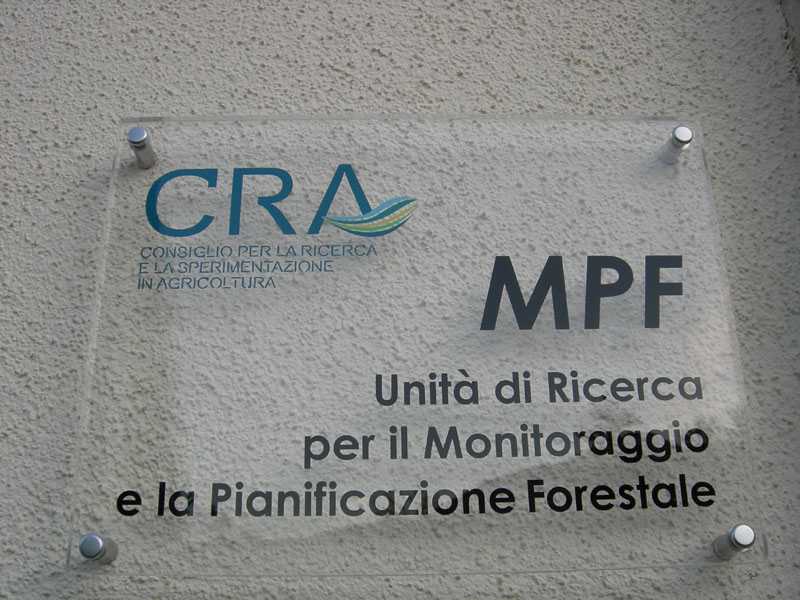 CRA
CONSIGLIO PER LA RICERCA
E LA SPERIMENTAZIONE
IN AGRICOLTURA
MPF
Unità di Ricerca
per il Monitoraggio
e la Pianificazione Forestale